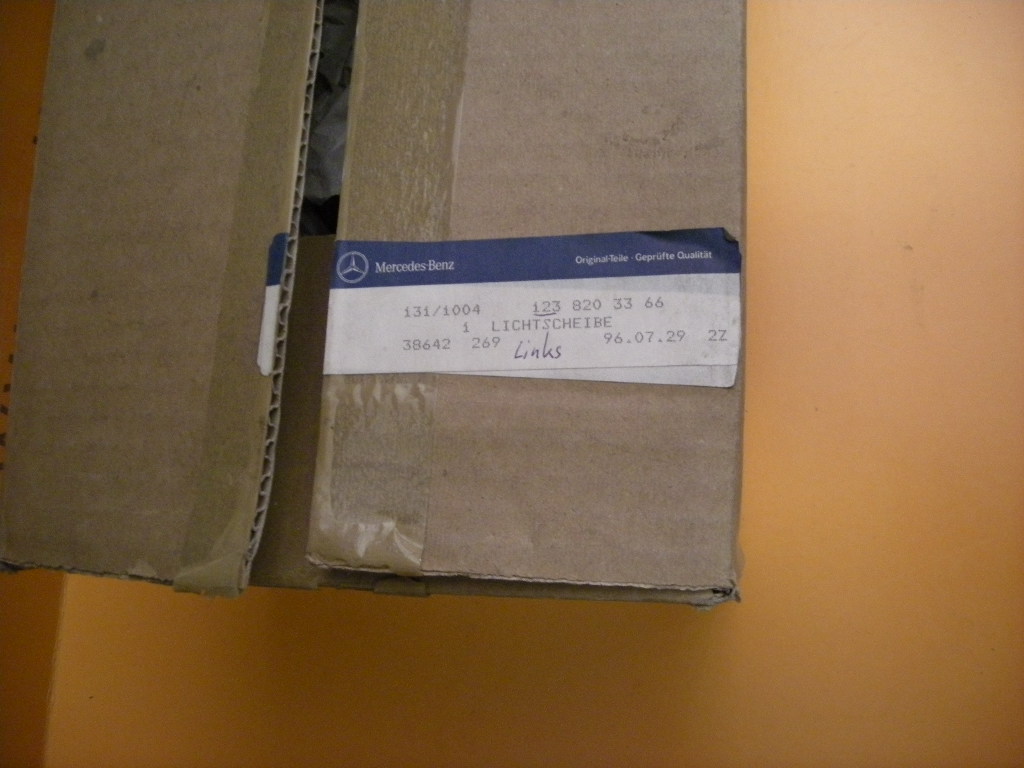 Mercedes-Benz Original-Teile · Geprüfte Qualität
131/1004 123 820 33 66
1 LICHTSCHEIBE
38642 269 Links 96.07.29 2Z